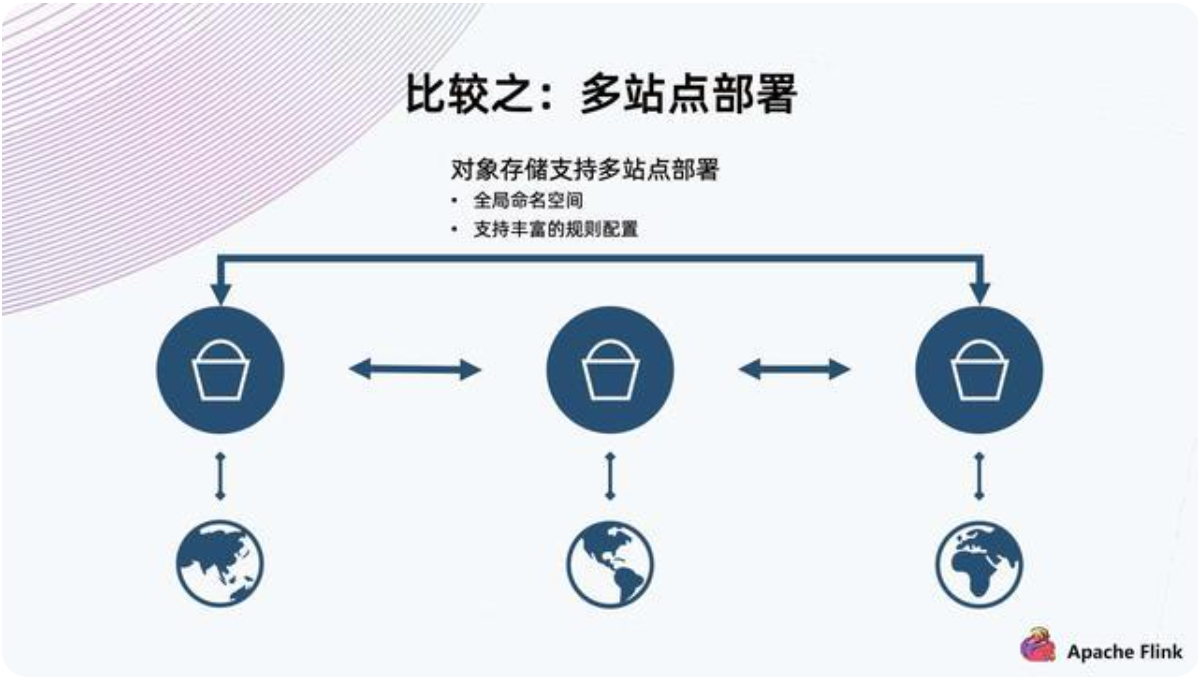 比较之：多站点部署
对象存储支持多站点部署
• 全局命名空间
• 支持丰富的规则配置
Apache Flink